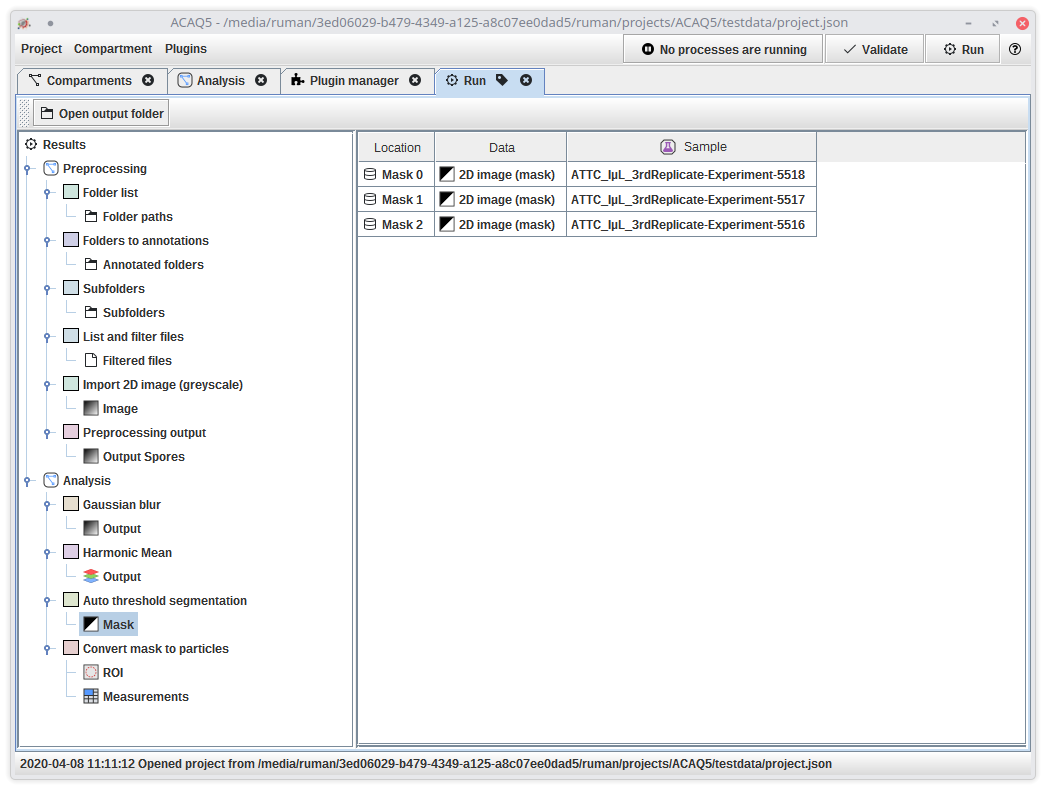 ACAQ5 - /media/ruman/3ed06029-b479-4349-a125-a8c07ee0dad5/ruman/projects/ACAQ5/testdata/project.json
Project Compartment Plugins No processes are running Validate Run
Compartments Analysis Plugin manager Run
Open output folder
Results
Preprocessing
Folder list
Folder paths
Folders to annotations
Annotated folders
Subfolders
Subfolders
List and filter files
Filtered files
Import 2D image (greyscale)
Image
Preprocessing output
Output Spores
Analysis
Gaussian blur
Output
Harmonic Mean
Output
Auto threshold segmentation
Mask
Convert mask to particles
ROI
Measurements
Location Data Sample
Mask 0 2D image (mask) ATTC_IµL_3rdReplicate-Experiment-5518
Mask 1 2D image (mask) ATTC_IµL_3rdReplicate-Experiment-5517
Mask 2 2D image (mask) ATTC_IµL_3rdReplicate-Experiment-5516
2020-04-08 11:11:12 Opened project from /media/ruman/3ed06029-b479-4349-a125-a8c07ee0dad5/ruman/projects/ACAQ5/testdata/project.json